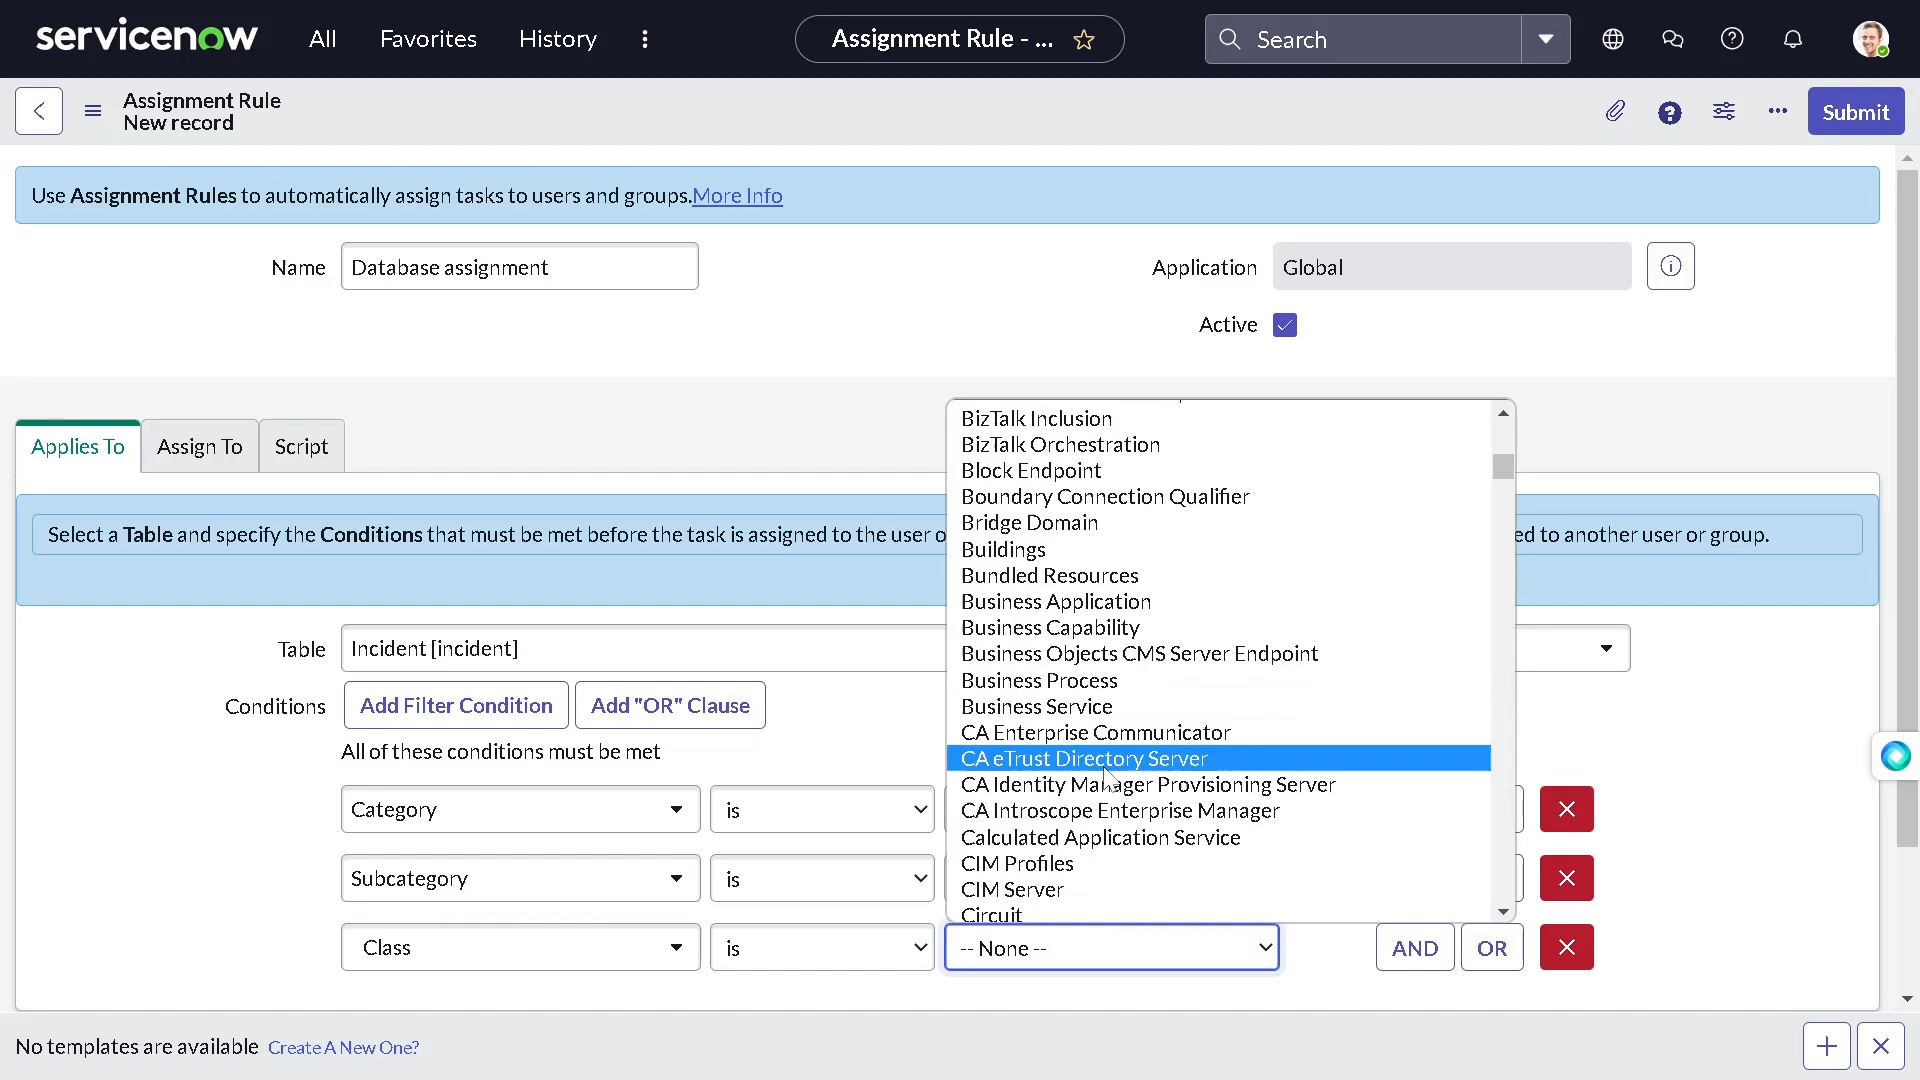 servicenow All Favorites History Assignment Rule - ... Search
Assignment Rule
New record
Submit
Use Assignment Rules to automatically assign tasks to users and groups.More Info
Name Database assignment Application Global
Active
Applies To Assign To Script
Select a Table and specify the Conditions that must be met before the task is assigned to the user o
ed to another user or group.
Table Incident [incident]
Conditions Add Filter Condition Add "OR" Clause
All of these conditions must be met
Category is
Subcategory is
Class is -- None -- AND OR
BizTalk Inclusion
BizTalk Orchestration
Block Endpoint
Boundary Connection Qualifier
Bridge Domain
Buildings
Bundled Resources
Business Application
Business Capability
Business Objects CMS Server Endpoint
Business Process
Business Service
CA Enterprise Communicator
CA eTrust Directory Server
CA Identity Manager Provisioning Server
CA Introscope Enterprise Manager
Calculated Application Service
CIM Profiles
CIM Server
Circuit
No templates are available Create A New One?